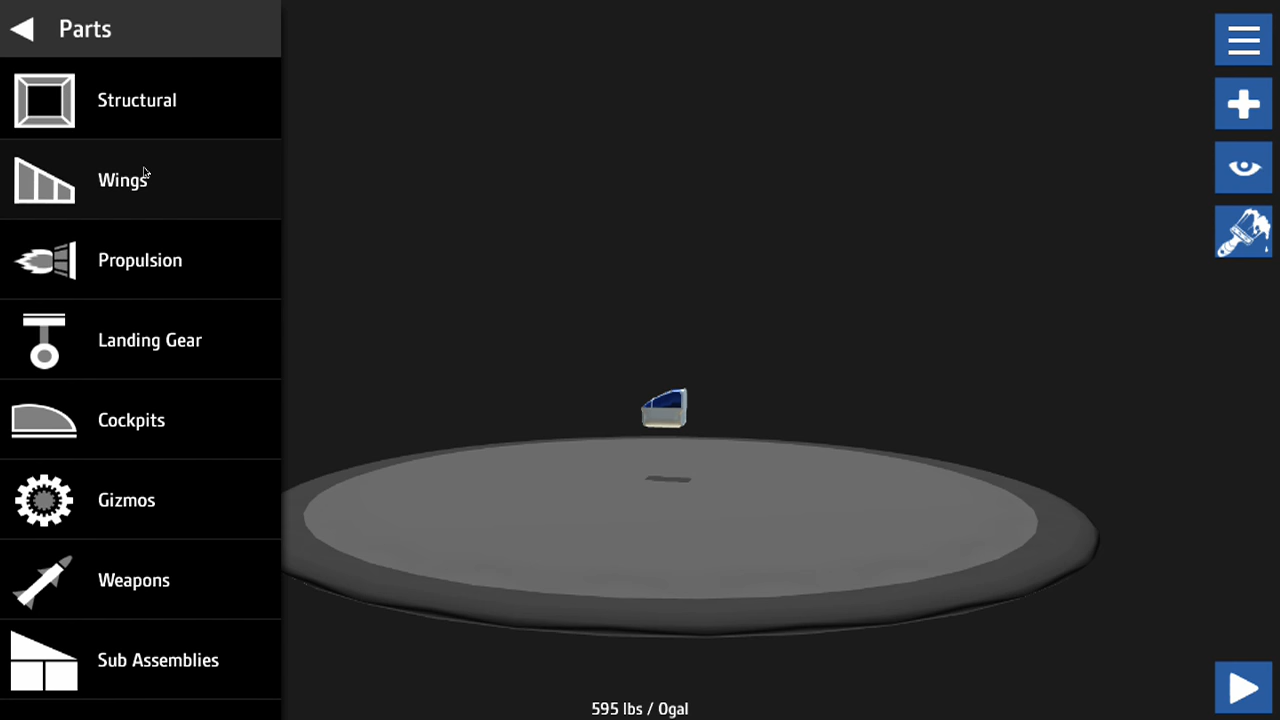 Parts
Structural
Wings
Propulsion
Landing Gear
Cockpits
Gizmos
Weapons
Sub Assemblies
595 lbs / 0gal